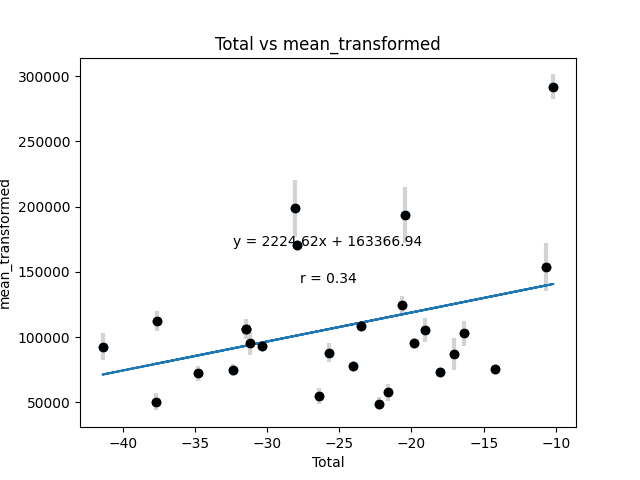 Total vs mean_transformed
300000
250000
200000
150000
100000
50000
mean_transformed
y = 2224.62x + 163366.94
r = 0.34
−40 −35 −30 −25 −20 −15 −10
Total